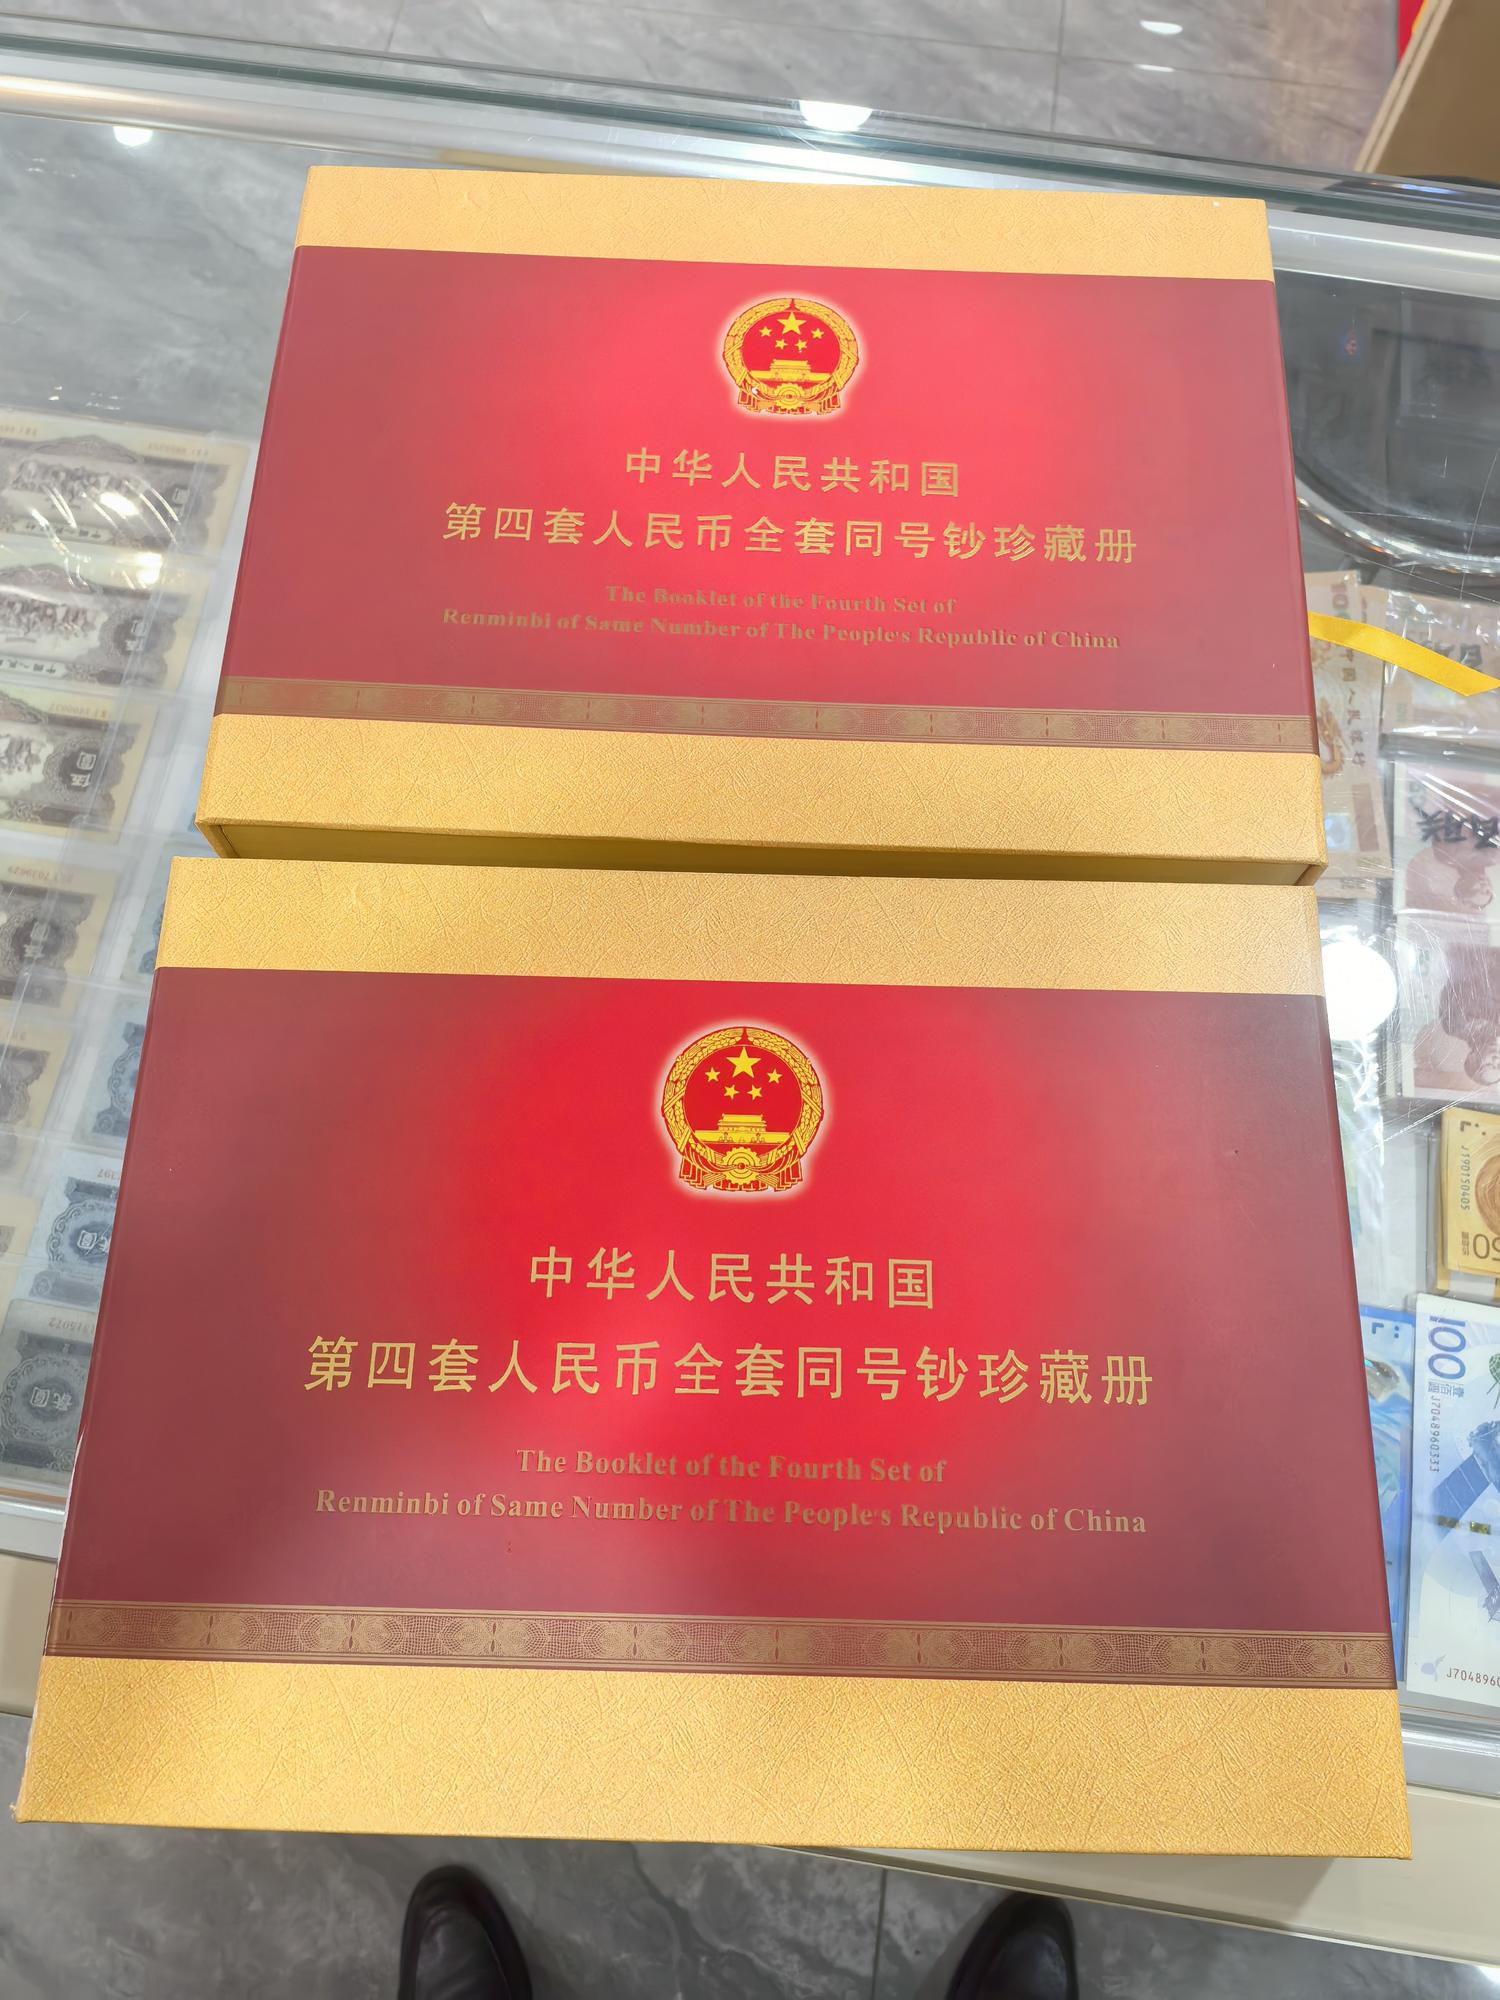 中华人民共和国
第四套人民币全套同号钞珍藏册
The Booklet of the Fourth Set of
Renminbi of Same Number of The People's Republic of China
中华人民共和国
第四套人民币全套同号钞珍藏册
The Booklet of the Fourth Set of
Renminbi of Same Number of The People's Republic of China
J190150405
50
100
J7048960333